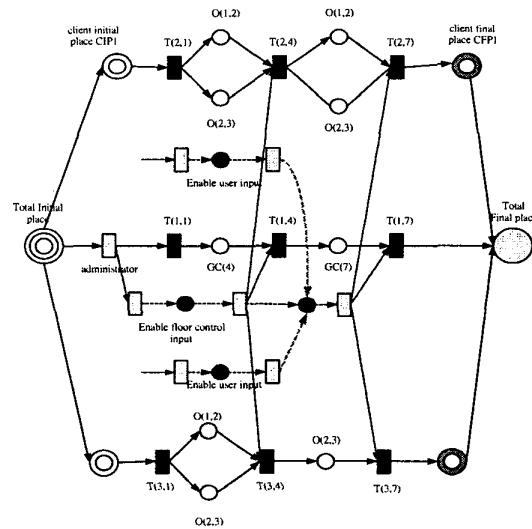 client initial
place CIP1
T(2,1)
O(1,2)
T(2,4)
O(1,2)
T(2,7)
client final
place CFP1
O(2,3)
O(2,3)
Enable user input
Total Initial
place
T(1,1)
T(1,4)
T(1,7)
Total
Final place
administrator
GC(4)
GC(7)
Enable floor control
input
Enable user input
O(1,2)
O(2,3)
T(3,1)
T(3,4)
T(3,7)
O(2,3)